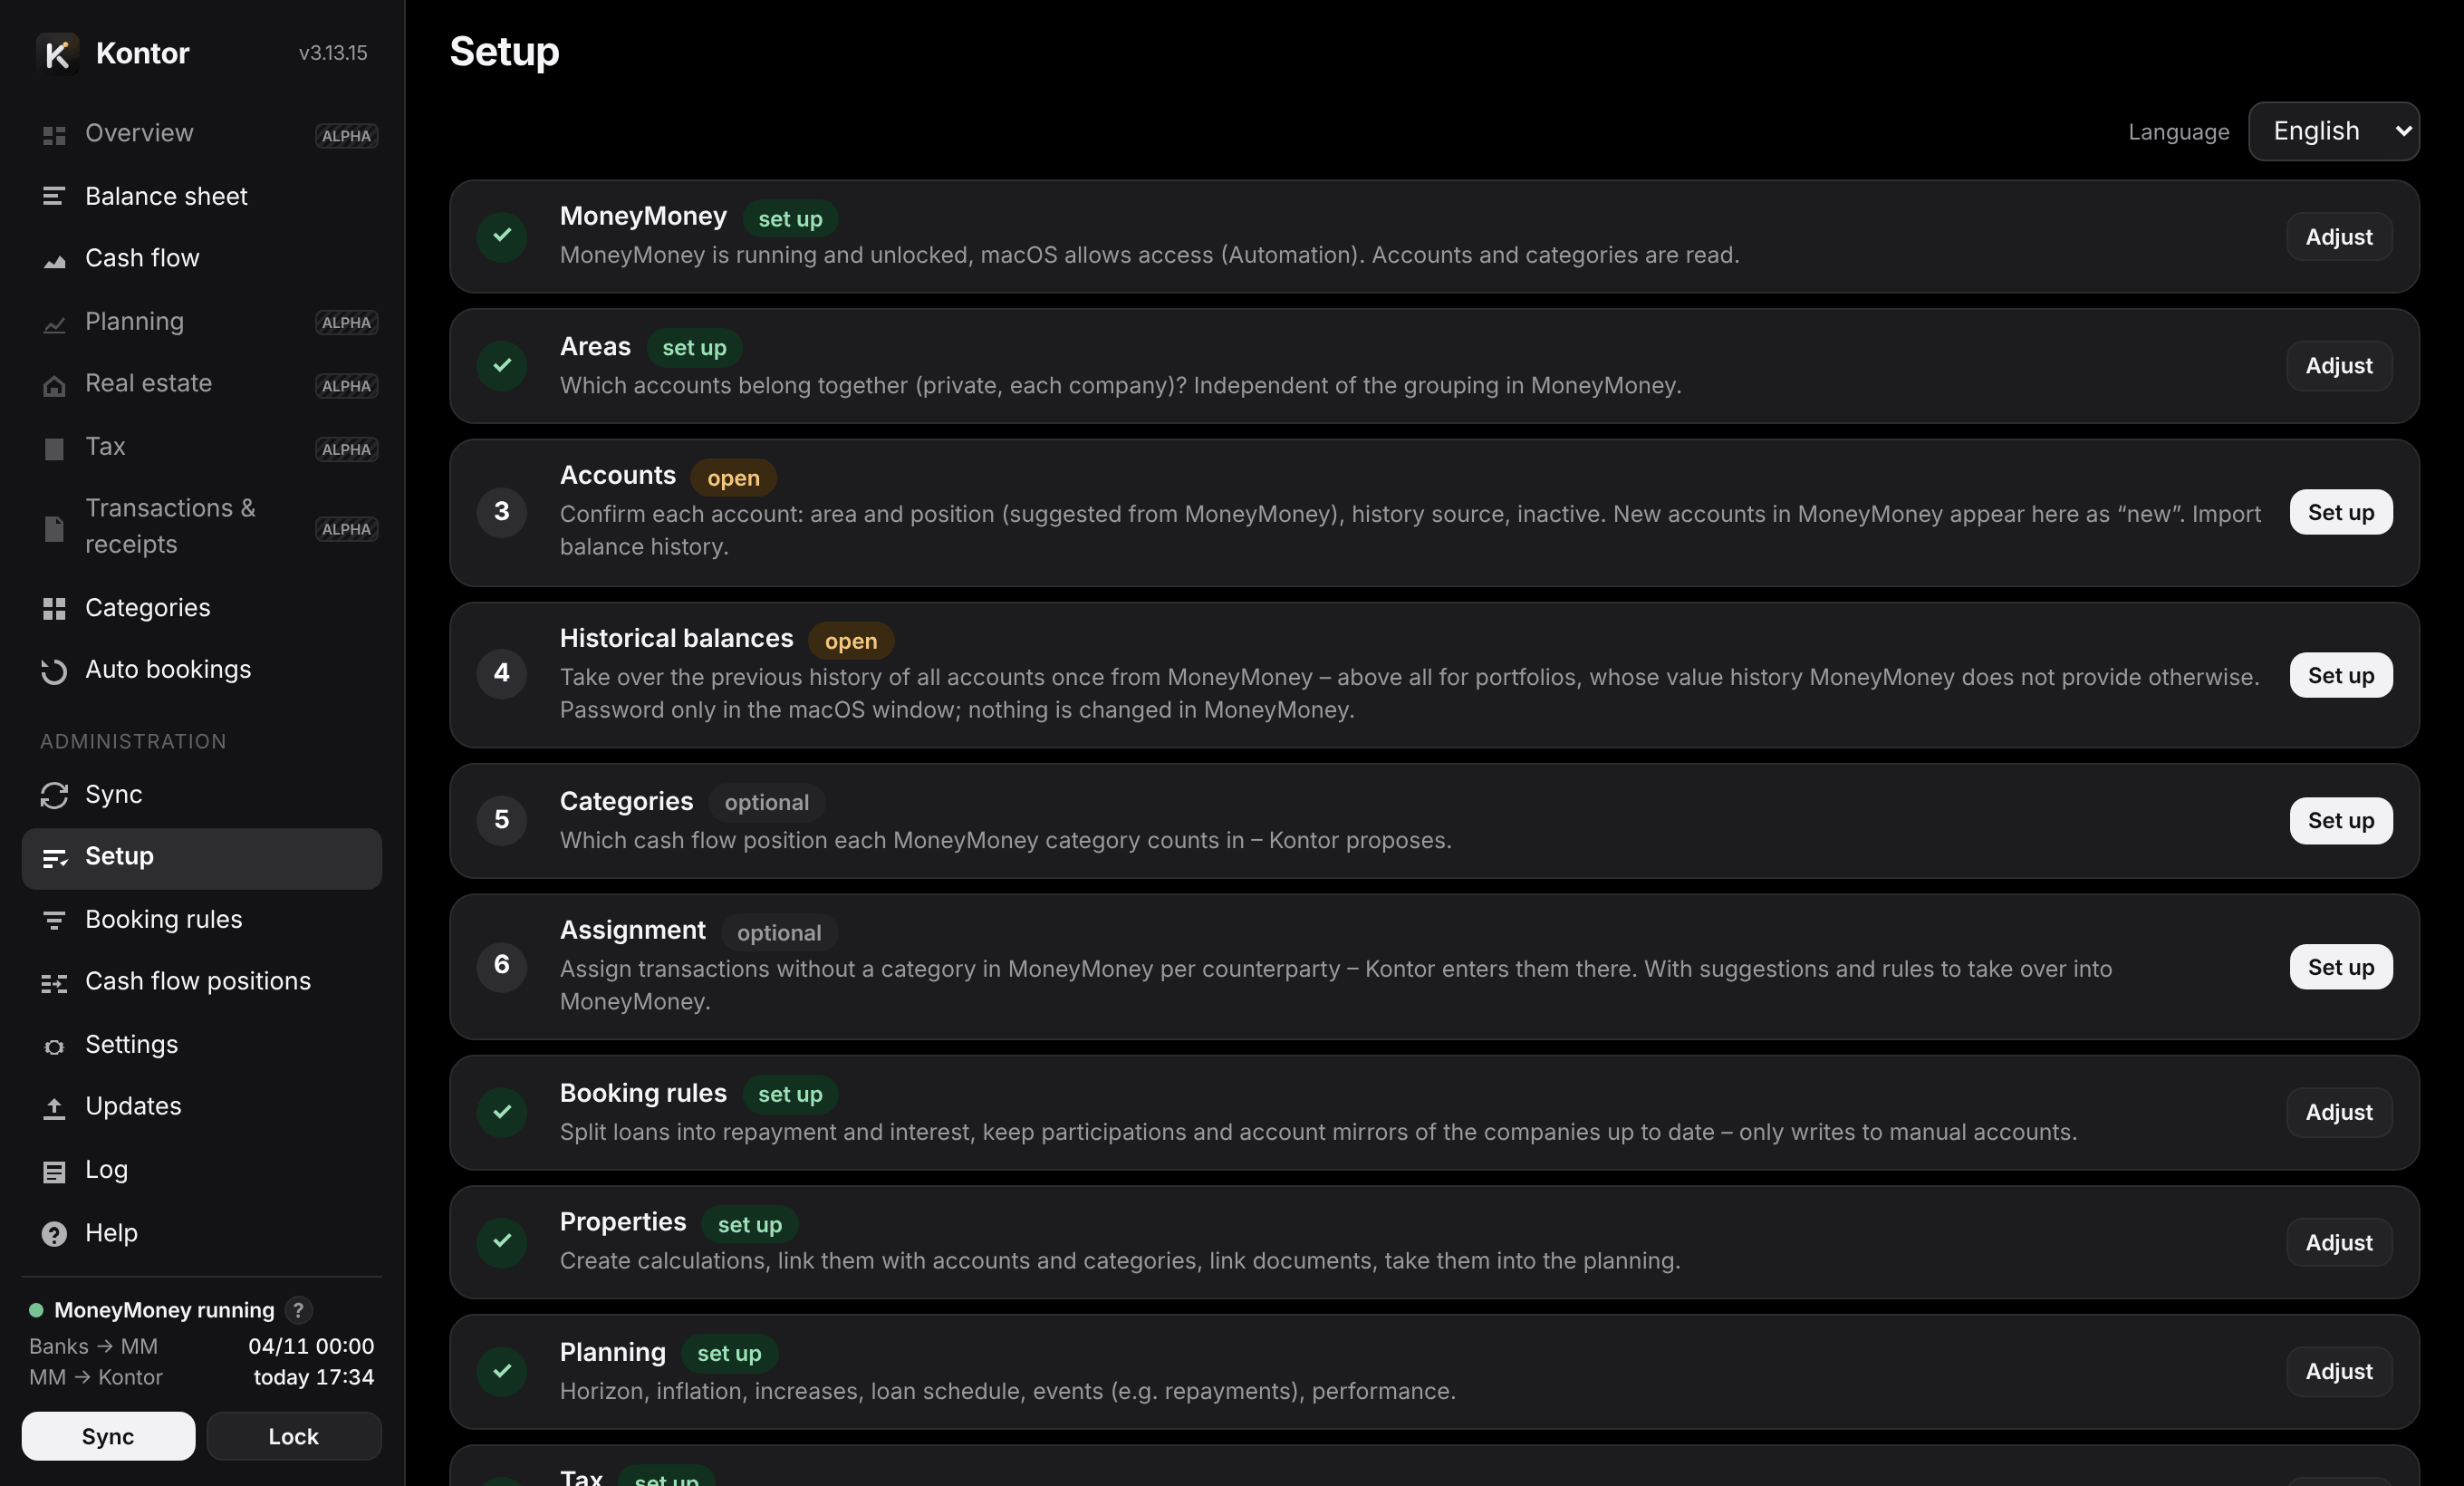 Kontor
v3.13.15
Overview ALPHA
Balance sheet
Cash flow
Planning ALPHA
Real estate ALPHA
Tax ALPHA
Transactions &
receipts ALPHA
Categories
Auto bookings
ADMINISTRATION
Sync
Setup
Booking rules
Cash flow positions
Settings
Updates
Log
Help
MoneyMoney running ?
Banks → MM 04/11 00:00
MM → Kontor today 17:34
Sync Lock
Setup
Language English
MoneyMoney set up
MoneyMoney is running and unlocked, macOS allows access (Automation). Accounts and categories are read.
Adjust
Areas set up
Which accounts belong together (private, each company)? Independent of the grouping in MoneyMoney.
Adjust
3
Accounts open
Confirm each account: area and position (suggested from MoneyMoney), history source, inactive. New accounts in MoneyMoney appear here as “new”. Import
balance history.
Set up
4
Historical balances open
Take over the previous history of all accounts once from MoneyMoney – above all for portfolios, whose value history MoneyMoney does not provide otherwise.
Password only in the macOS window; nothing is changed in MoneyMoney.
Set up
5
Categories optional
Which cash flow position each MoneyMoney category counts in – Kontor proposes.
Set up
6
Assignment optional
Assign transactions without a category in MoneyMoney per counterparty – Kontor enters them there. With suggestions and rules to take over into
MoneyMoney.
Set up
Booking rules set up
Split loans into repayment and interest, keep participations and account mirrors of the companies up to date – only writes to manual accounts.
Adjust
Properties set up
Create calculations, link them with accounts and categories, link documents, take them into the planning.
Adjust
Planning set up
Horizon, inflation, increases, loan schedule, events (e.g. repayments), performance.
Adjust
Tax set up